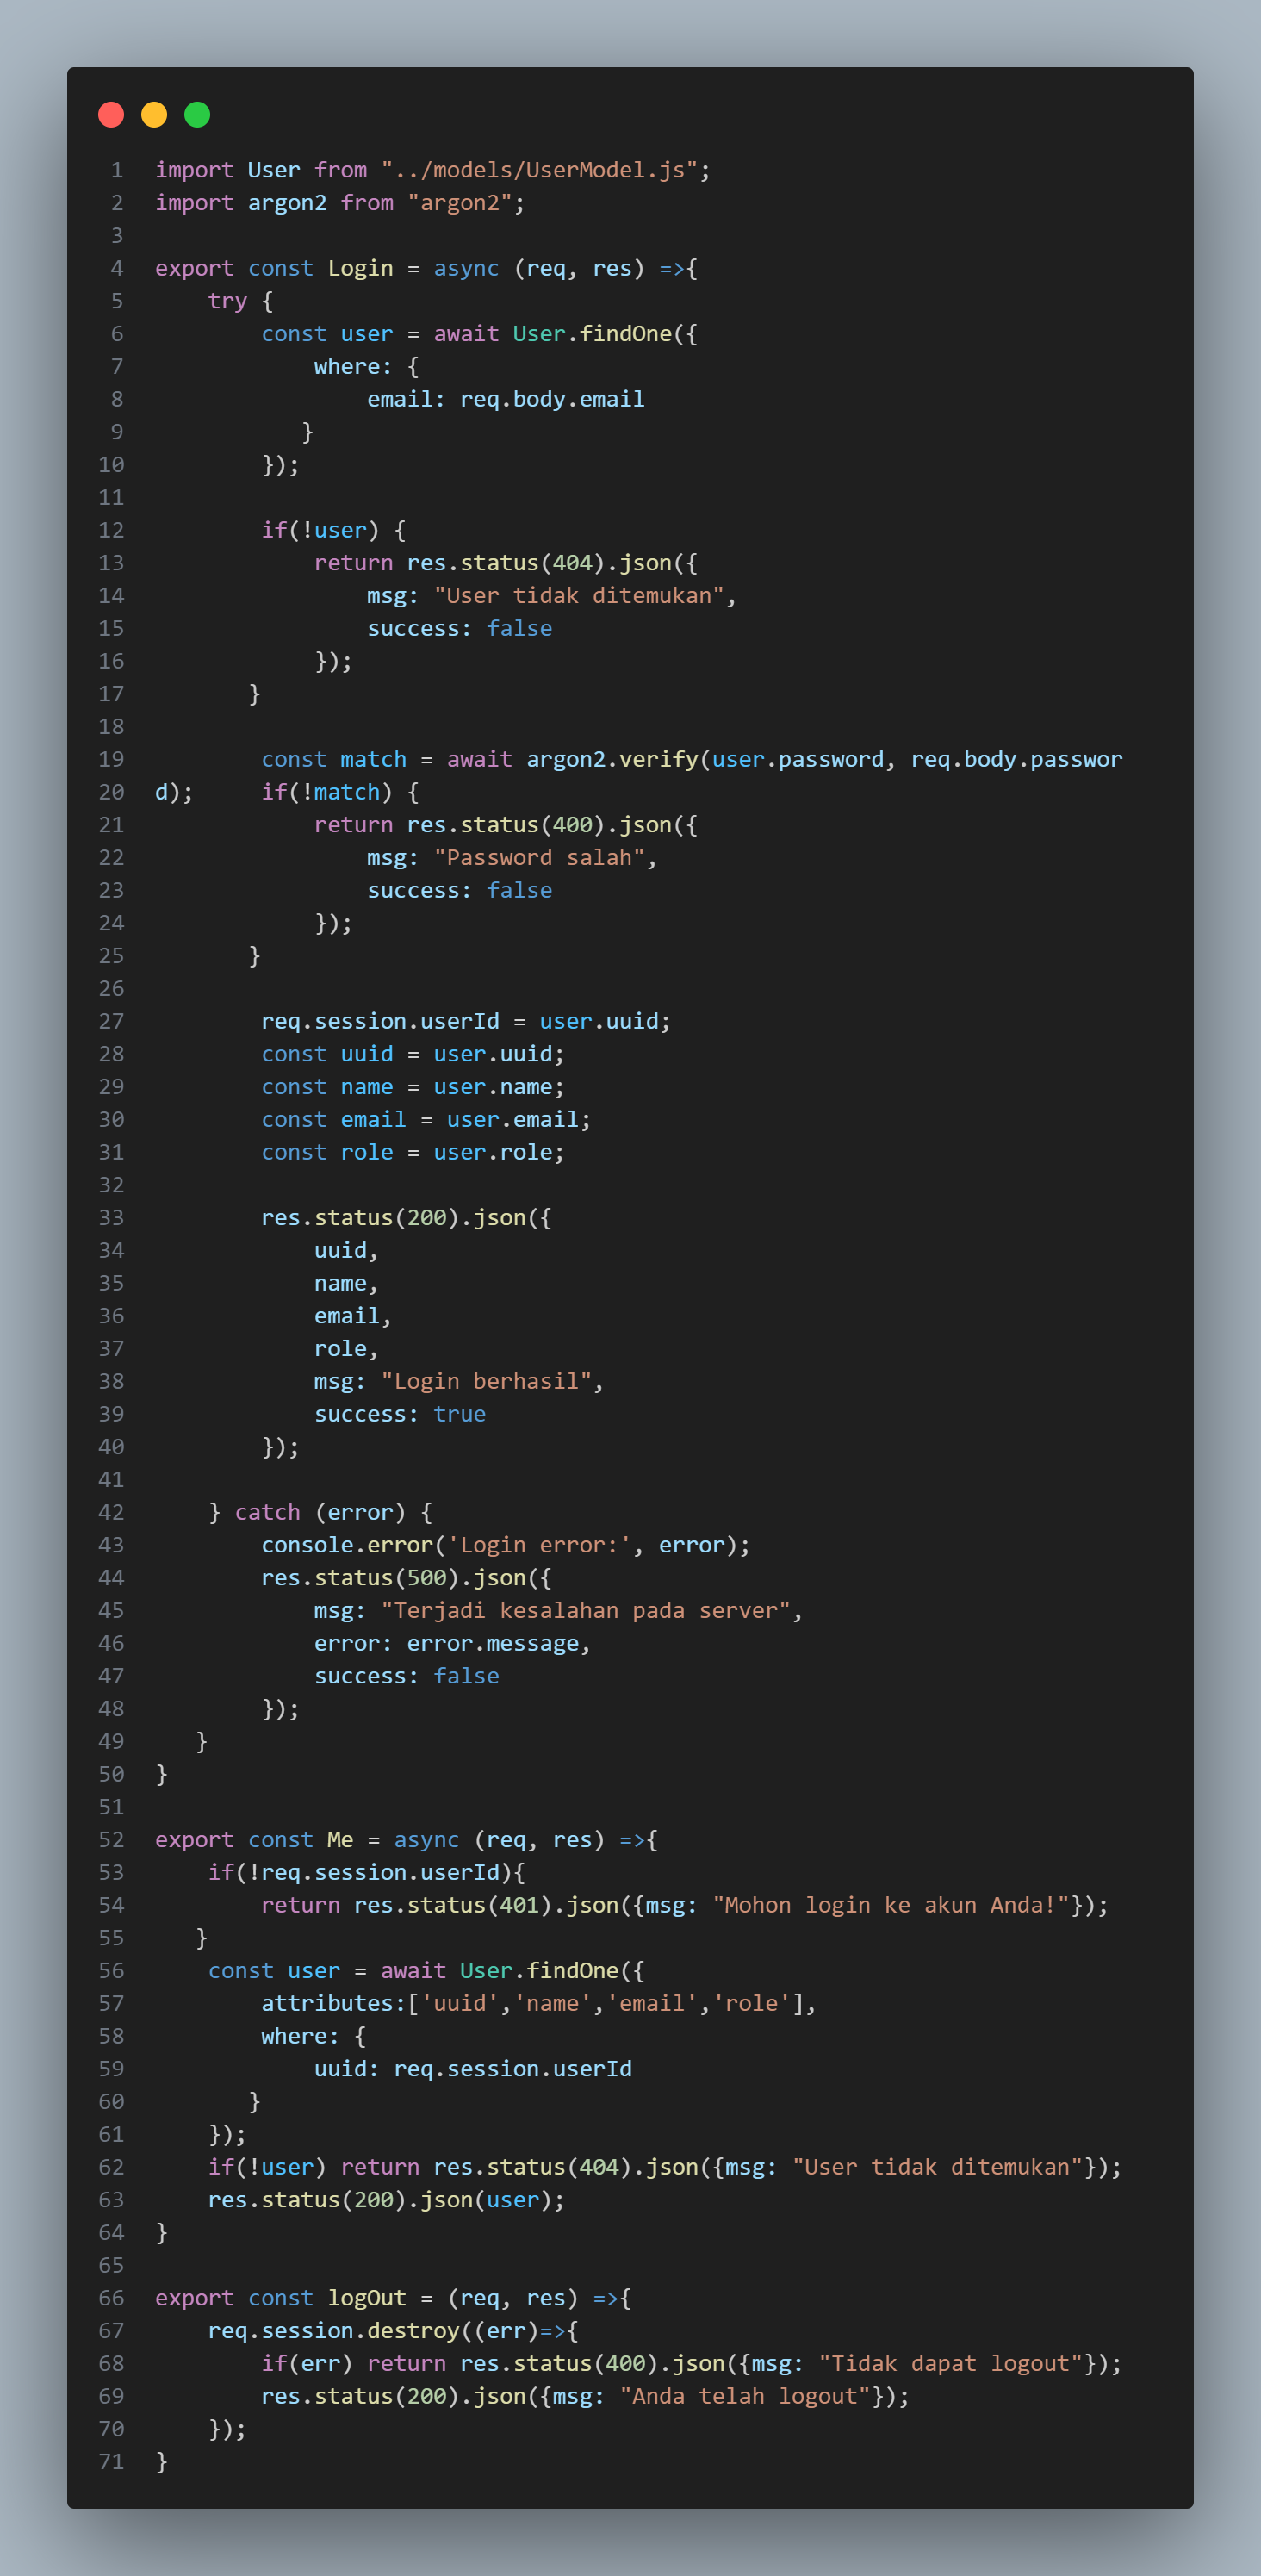 1 import User from "../models/UserModel.js";
2 import argon2 from "argon2";
3
4 export const Login = async (req, res) =>{
5     try {
6         const user = await User.findOne({
7             where: {
8                 email: req.body.email
9            }
10         });
11
12         if(!user) {
13             return res.status(404).json({
14                 msg: "User tidak ditemukan",
15                 success: false
16             });
17        }
18
19         const match = await argon2.verify(user.password, req.body.passwor
20 d);     if(!match) {
21             return res.status(400).json({
22                 msg: "Password salah",
23                 success: false
24             });
25        }
26
27         req.session.userId = user.uuid;
28         const uuid = user.uuid;
29         const name = user.name;
30         const email = user.email;
31         const role = user.role;
32
33         res.status(200).json({
34             uuid,
35             name,
36             email,
37             role,
38             msg: "Login berhasil",
39             success: true
40         });
41
42     } catch (error) {
43         console.error('Login error:', error);
44         res.status(500).json({
45             msg: "Terjadi kesalahan pada server",
46             error: error.message,
47             success: false
48         });
49    }
50 }
51
52 export const Me = async (req, res) =>{
53     if(!req.session.userId){
54         return res.status(401).json({msg: "Mohon login ke akun Anda!"});
55    }
56     const user = await User.findOne({
57         attributes:['uuid','name','email','role'],
58         where: {
59             uuid: req.session.userId
60        }
61     });
62     if(!user) return res.status(404).json({msg: "User tidak ditemukan"});
63     res.status(200).json(user);
64 }
65
66 export const logOut = (req, res) =>{
67     req.session.destroy((err)=>{
68         if(err) return res.status(400).json({msg: "Tidak dapat logout"});
69         res.status(200).json({msg: "Anda telah logout"});
70     });
71 }